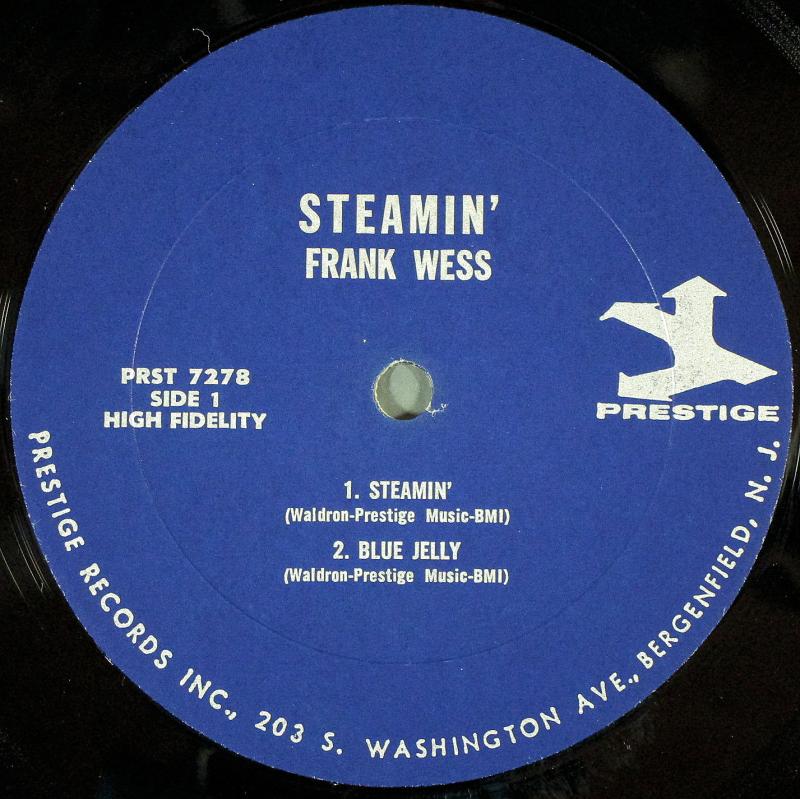 STEAMIN'
FRANK WESS
PRST 7278
SIDE 1
HIGH FIDELITY
PRESTIGE
1. STEAMIN'
(Waldron-Prestige Music-BMI)
2. BLUE JELLY
(Waldron-Prestige Music-BMI)
PRESTIGE RECORDS INC., 203 S. WASHINGTON AVE., BERGENFIELD, N. J.